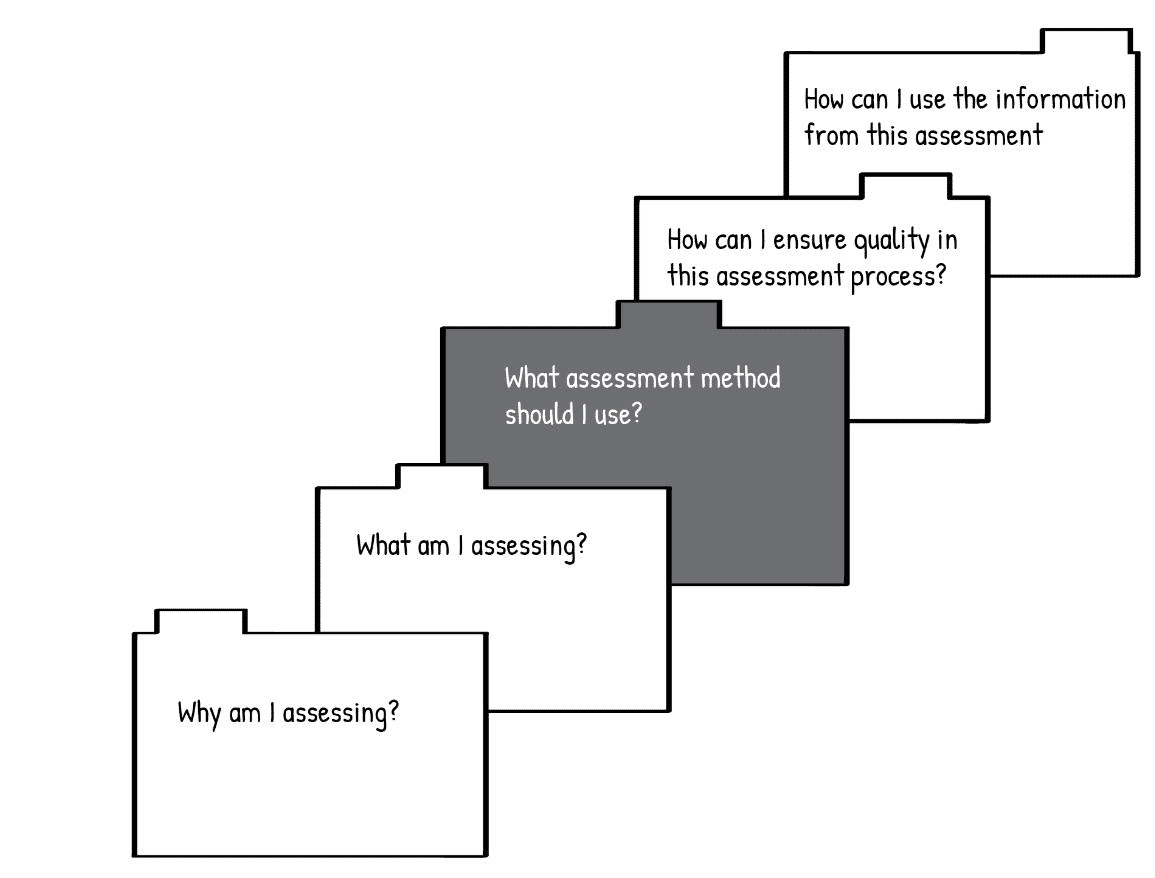 How can I use the information
from this assessment
How can I ensure quality in
this assessment process?
What assessment method
should I use?
What am I assessing?
Why am I assessing?